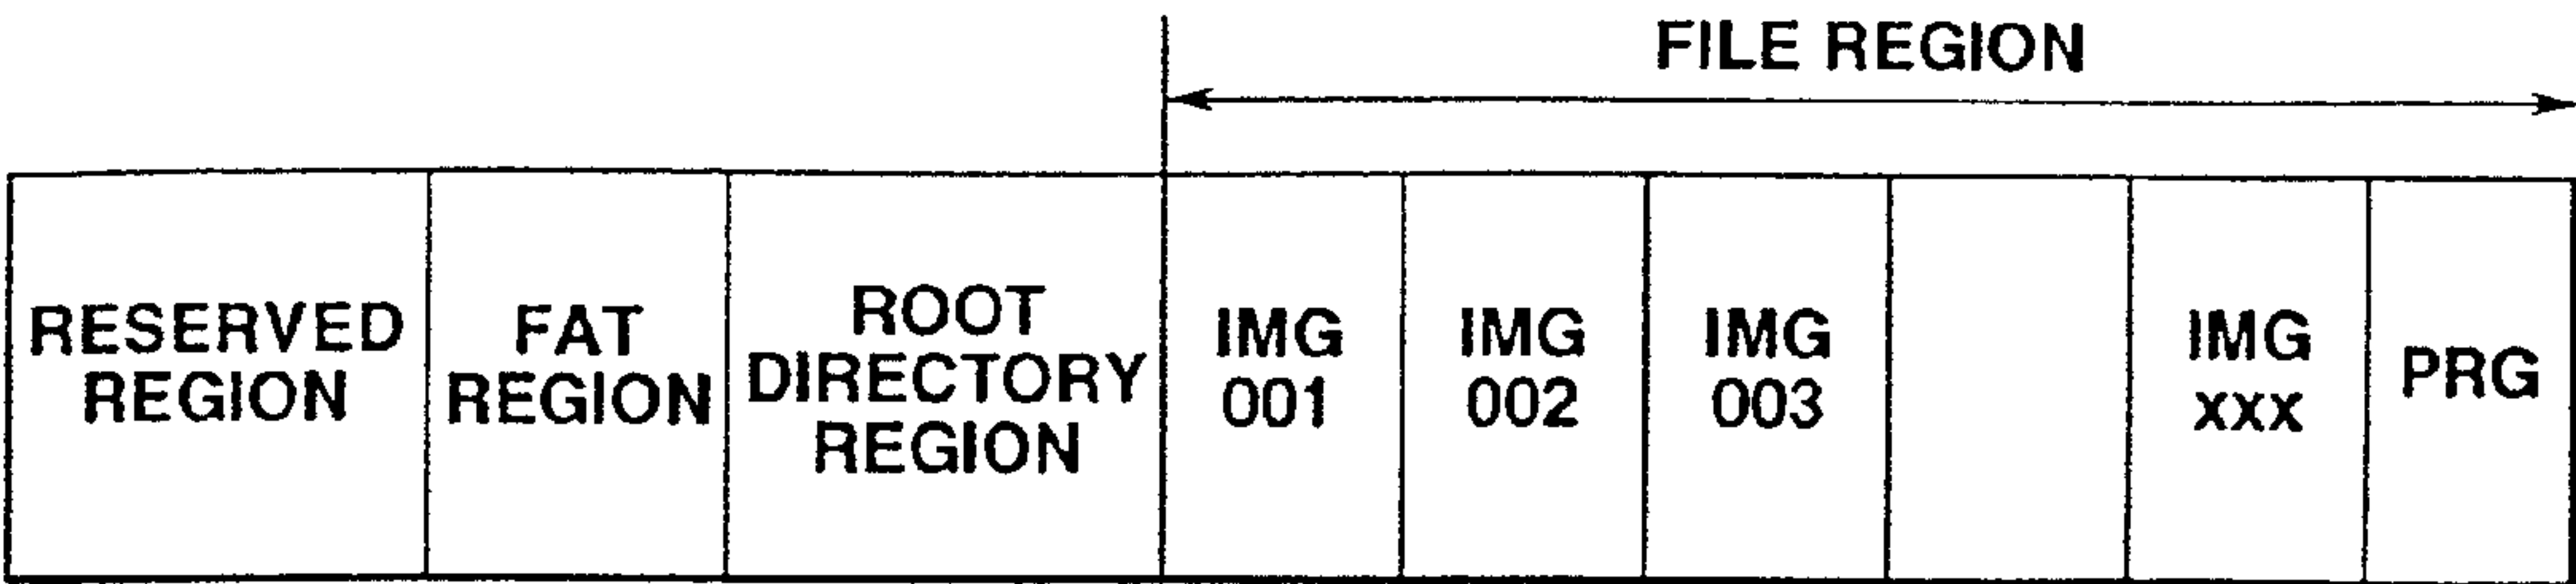 FILE REGION
RESERVED
REGION
FAT
REGION
ROOT
DIRECTORY
REGION
IMG
001
IMG
002
IMG
003
IMG
xxx
PRG